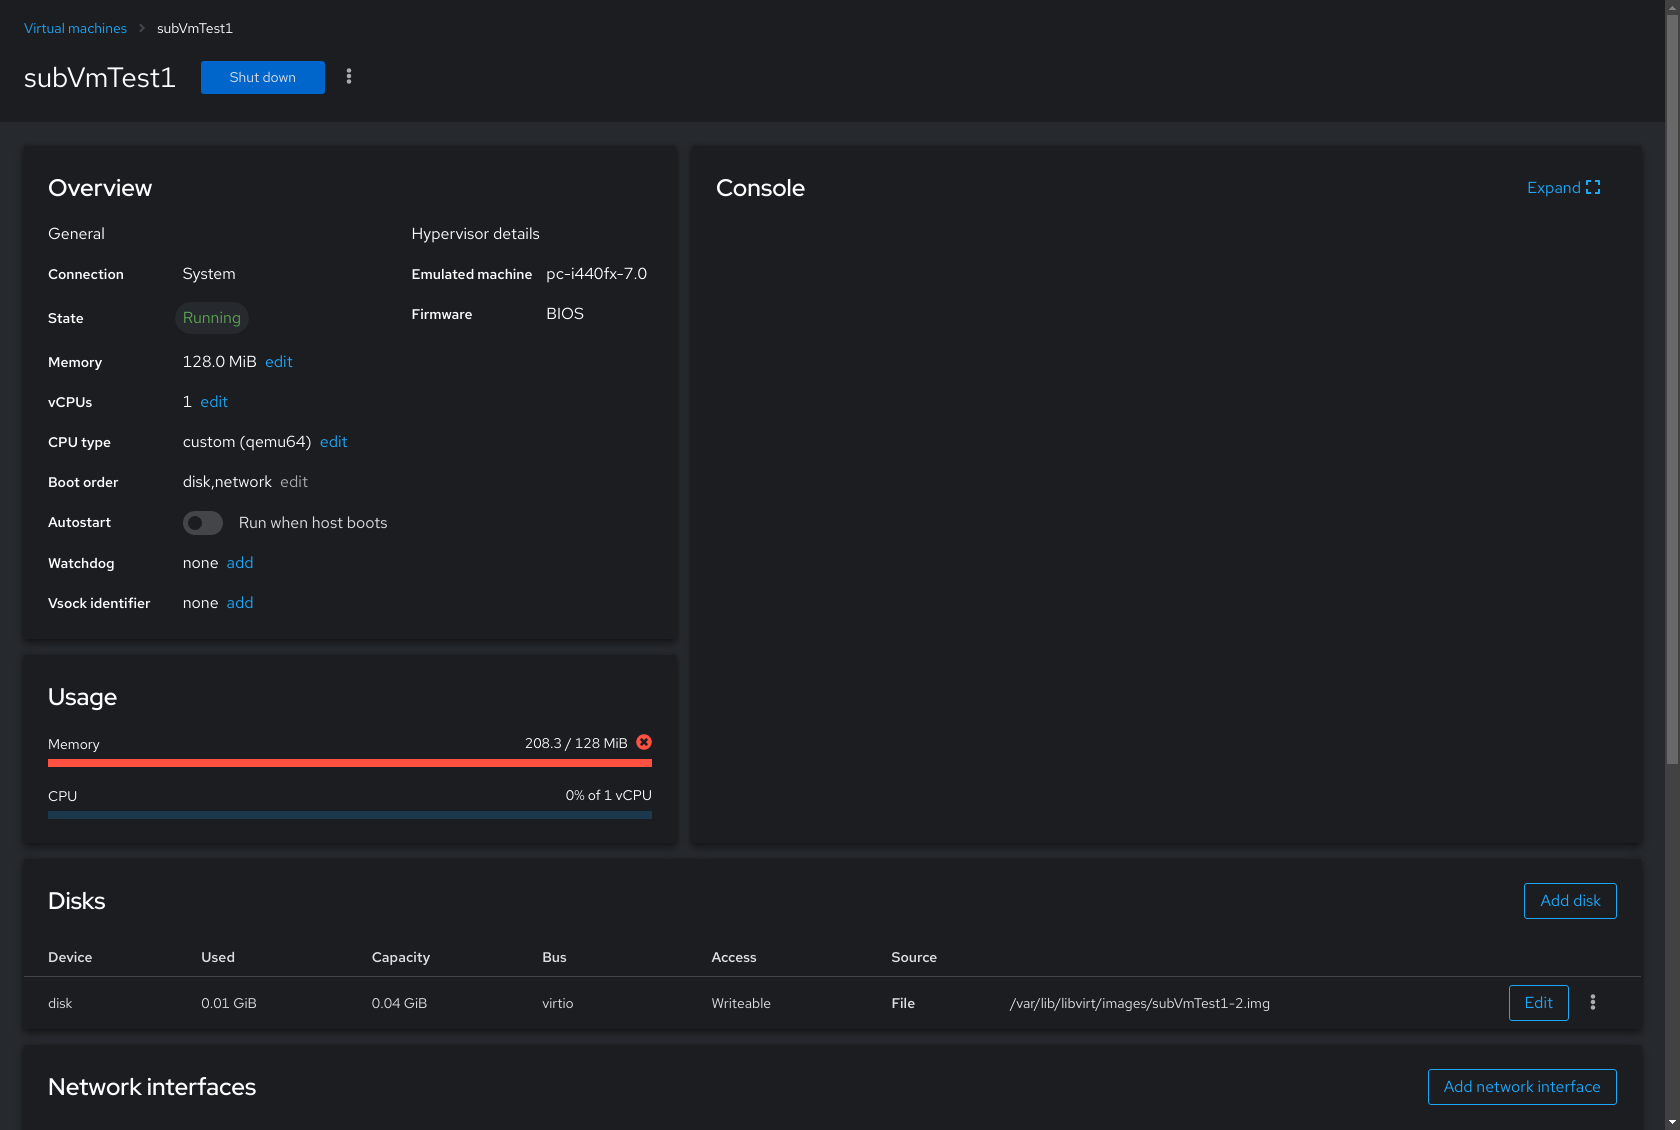 Virtual machines > subVmTest1
subVmTest1 Shut down
Overview
General
Connection System
State Running
Memory 128.0 MiB edit
vCPUs 1 edit
CPU type custom (qemu64) edit
Boot order disk,network edit
Autostart Run when host boots
Watchdog none add
Vsock identifier none add
Hypervisor details
Emulated machine pc-i440fx-7.0
Firmware BIOS
Console Expand
Usage
Memory 208.3 / 128 MiB
CPU 0% of 1 vCPU
Disks Add disk
Device Used Capacity Bus Access Source
disk 0.01 GiB 0.04 GiB virtio Writeable File /var/lib/libvirt/images/subVmTest1-2.img Edit
Network interfaces Add network interface